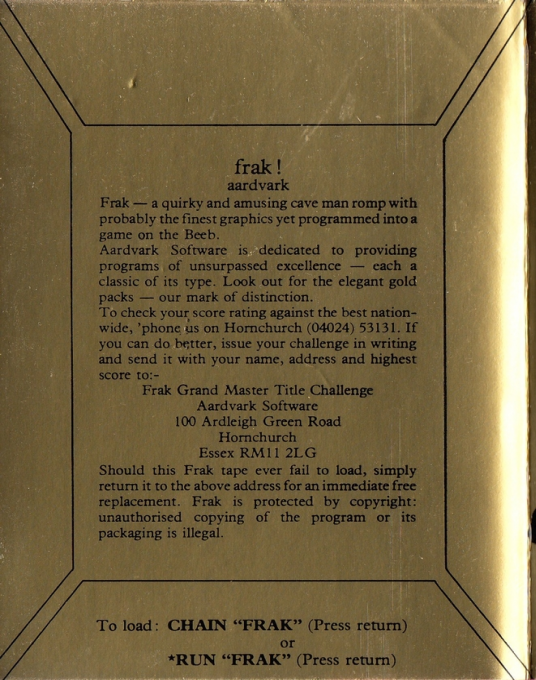 frak !
aardvark
Frak — a quirky and amusing cave man romp with
probably the finest graphics yet programmed into a
game on the Beeb.
Aardvark Software is dedicated to providing
programs of unsurpassed excellence — each a
classic of its type. Look out for the elegant gold
packs — our mark of distinction.
To check your score rating against the best nation-
wide, 'phone us on Hornchurch (04024) 53131. If
you can do better, issue your challenge in writing
and send it with your name, address and highest
score to:-
Frak Grand Master Title Challenge
Aardvark Software
100 Ardleigh Green Road
Hornchurch
Essex RM11 2LG
Should this Frak tape ever fail to load, simply
return it to the above address for an immediate free
replacement. Frak is protected by copyright:
unauthorised copying of the program or its
packaging is illegal.
To load: CHAIN “FRAK” (Press return)
or
*RUN “FRAK” (Press return)